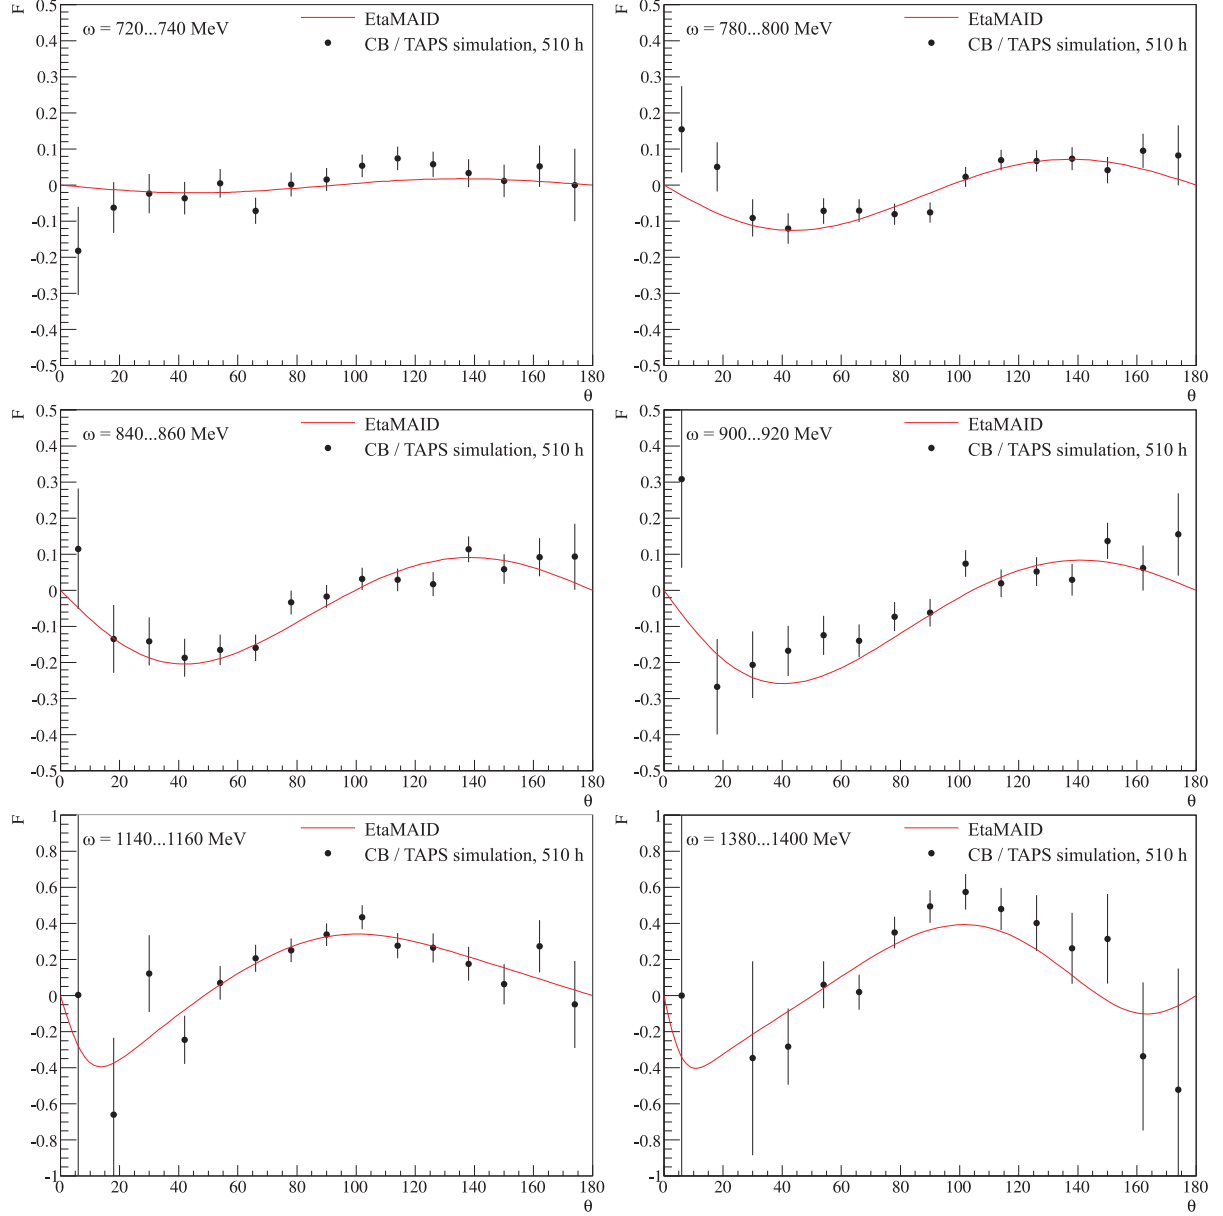 F
ω = 720...740 MeV
EtaMAID
CB / TAPS simulation, 510 h
0.5
0.4
0.3
0.2
0.1
0
-0.1
-0.2
-0.3
-0.4
-0.5
0 20 40 60 80 100 120 140 160 180
θ
F
ω = 780...800 MeV
EtaMAID
CB / TAPS simulation, 510 h
0.5
0.4
0.3
0.2
0.1
0
-0.1
-0.2
-0.3
-0.4
-0.5
0 20 40 60 80 100 120 140 160 180
θ
F
ω = 840...860 MeV
EtaMAID
CB / TAPS simulation, 510 h
0.5
0.4
0.3
0.2
0.1
0
-0.1
-0.2
-0.3
-0.4
-0.5
0 20 40 60 80 100 120 140 160 180
θ
F
ω = 900...920 MeV
EtaMAID
CB / TAPS simulation, 510 h
0.5
0.4
0.3
0.2
0.1
0
-0.1
-0.2
-0.3
-0.4
-0.5
0 20 40 60 80 100 120 140 160 180
θ
F
ω = 1140...1160 MeV
EtaMAID
CB / TAPS simulation, 510 h
1
0.8
0.6
0.4
0.2
0
-0.2
-0.4
-0.6
-0.8
-1
0 20 40 60 80 100 120 140 160 180
θ
F
ω = 1380...1400 MeV
EtaMAID
CB / TAPS simulation, 510 h
1
0.8
0.6
0.4
0.2
0
-0.2
-0.4
-0.6
-0.8
-1
0 20 40 60 80 100 120 140 160 180
θ